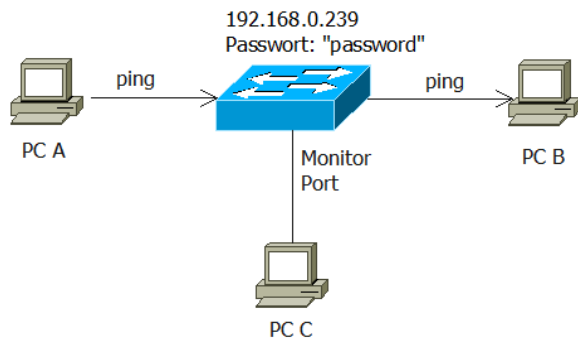 192.168.0.239
Passwort: "password"
ping
ping
PC A
PC B
Monitor
Port
PC C